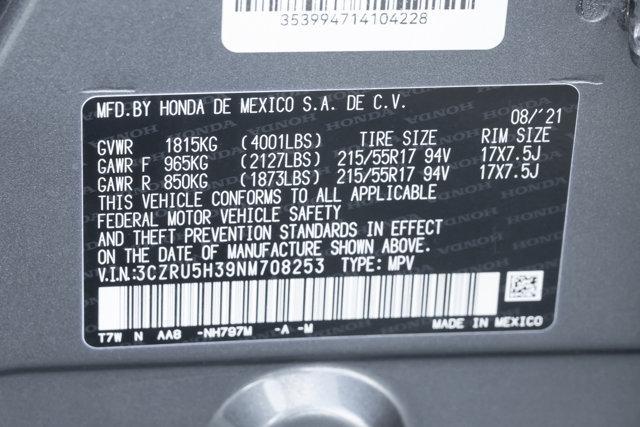 353994714104228
MFD.BY HONDA DE MEXICO S.A. DE C.V.
08/'21
GVWR 1815KG (4001LBS) TIRE SIZE RIM SIZE
GAWR F 965KG (2127LBS) 215/55R17 94V 17X7.5J
GAWR R 850KG (1873LBS) 215/55R17 94V 17X7.5J
THIS VEHICLE CONFORMS TO ALL APPLICABLE
FEDERAL MOTOR VEHICLE SAFETY
AND THEFT PREVENTION STANDARDS IN EFFECT
ON THE DATE OF MANUFACTURE SHOWN ABOVE.
V.I.N.:3CZRU5H39NM708253 TYPE: MPV
T7W N AA8 -NH797M -A -M
MADE IN MEXICO